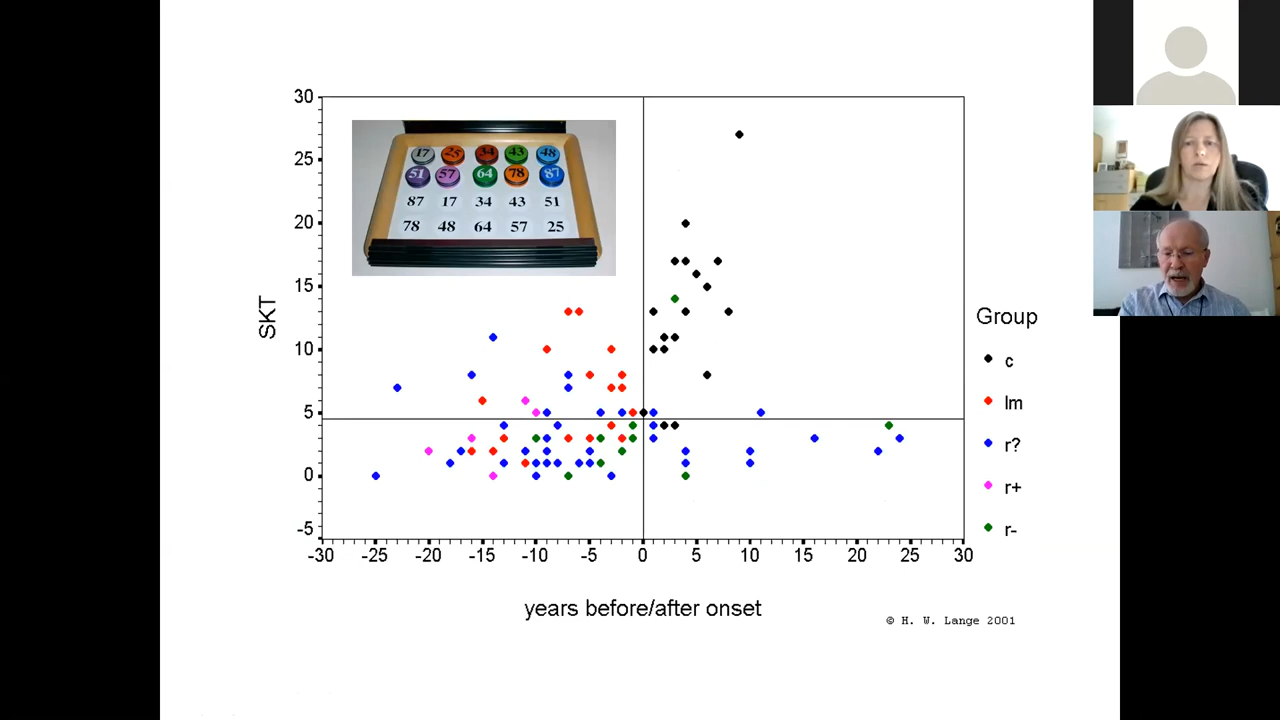 30
25
20
15
10
5
0
-5
SKT
17 25 34 43 48
51 57 64 78 87
87 17 34 43 51
78 48 64 57 25
-30 -25 -20 -15 -10 -5 0 5 10 15 20 25 30
years before/after onset
Group
c
lm
r?
r+
r-
© H. W. Lange 2001